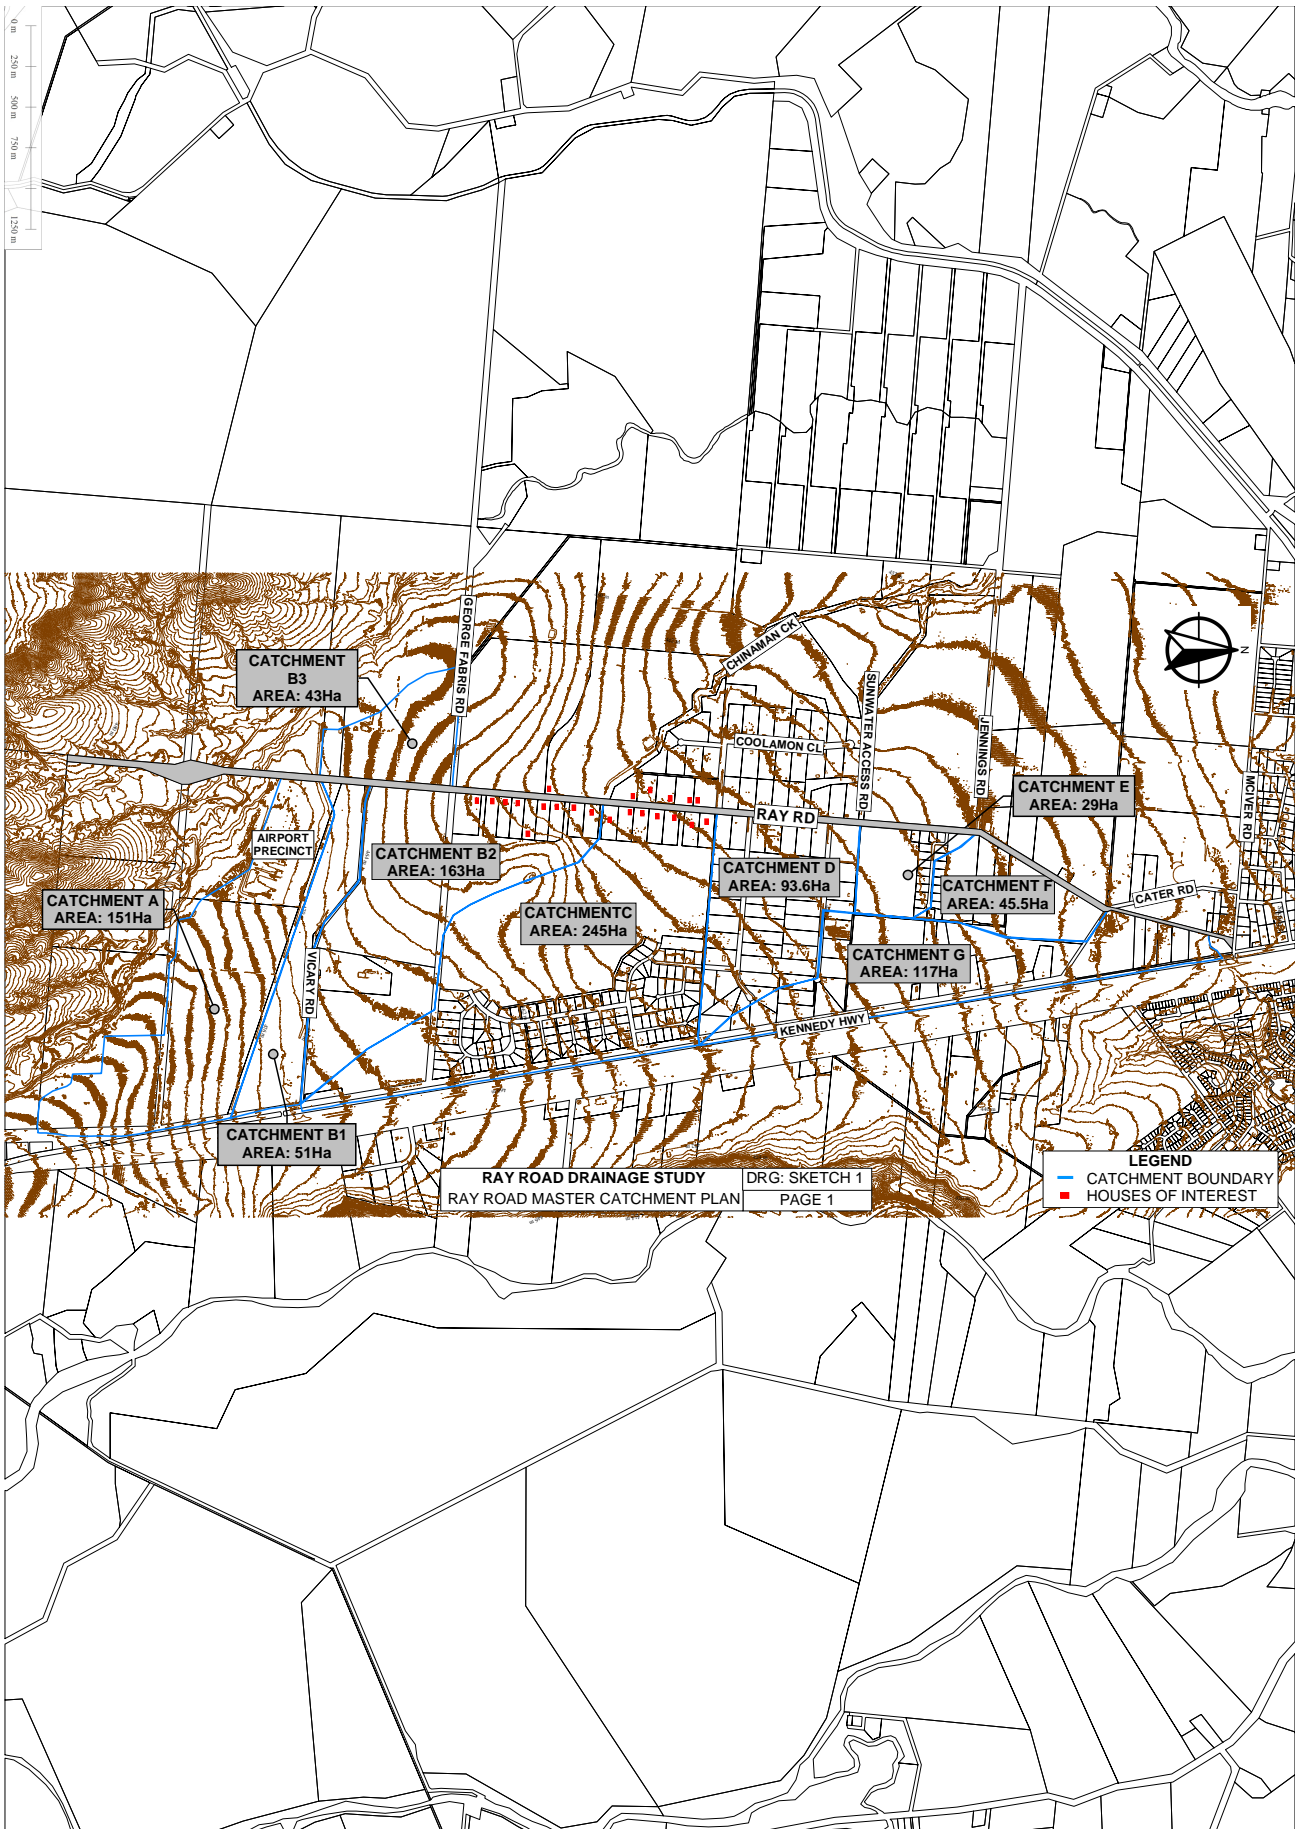 0 m
250 m
500 m
750 m
1250 m
GEORGE FABRIS RD
CHINAMAN CK
SUNWATER ACCESS RD
JENNINGS RD
MCIVER RD
N
CATCHMENT
B3
AREA: 43Ha
COOLAMON CL
CATCHMENT E
AREA: 29Ha
RAY RD
AIRPORT
PRECINCT
CATCHMENT B2
AREA: 163Ha
CATCHMENT D
AREA: 93.6Ha
CATCHMENT F
AREA: 45.5Ha
CATER RD
CATCHMENT A
AREA: 151Ha
CATCHMENTC
AREA: 245Ha
CATCHMENT G
AREA: 117Ha
VICARY RD
KENNEDY HWY
CATCHMENT B1
AREA: 51Ha
RAY ROAD DRAINAGE STUDY
DRG: SKETCH 1
RAY ROAD MASTER CATCHMENT PLAN
PAGE 1
LEGEND
CATCHMENT BOUNDARY
HOUSES OF INTEREST